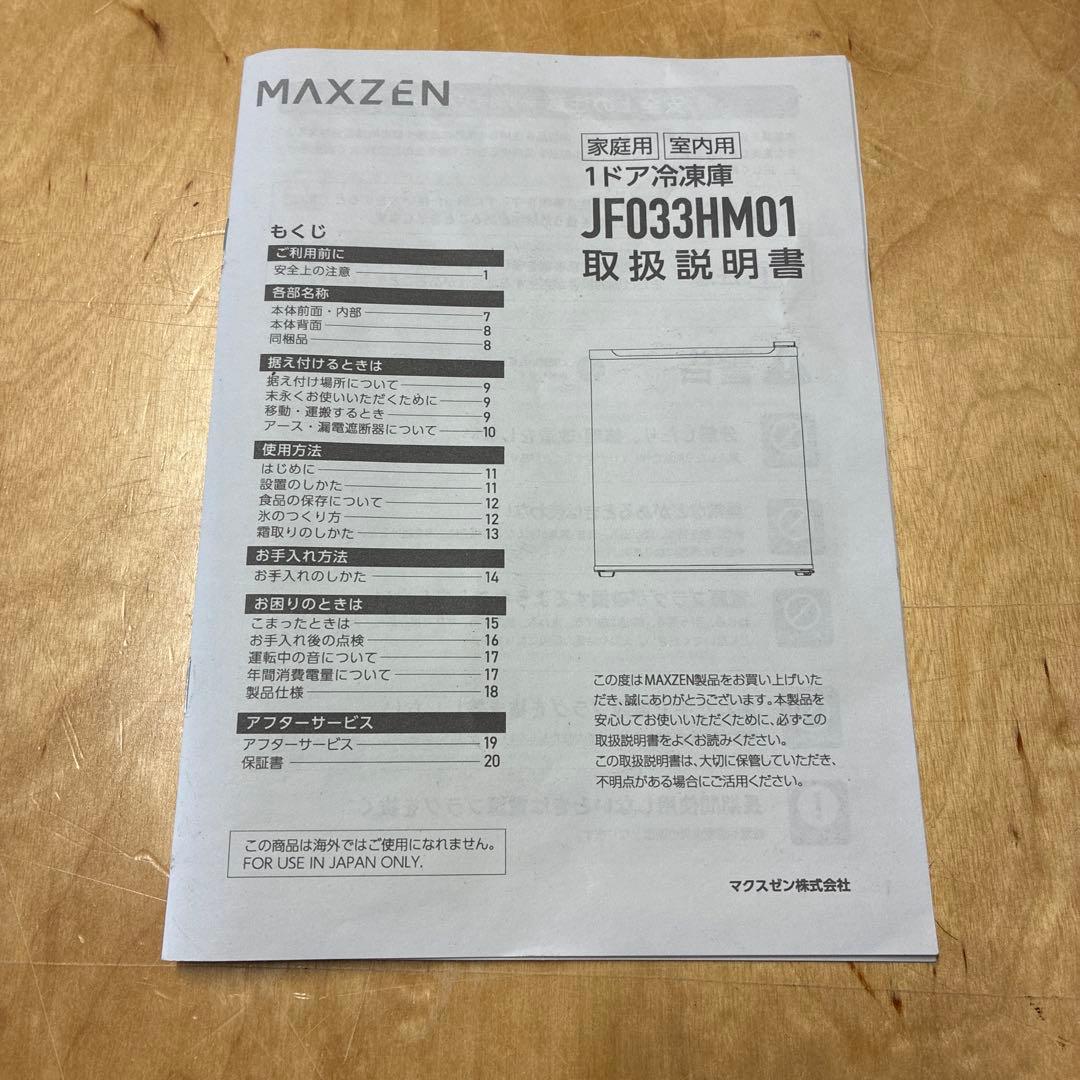 MAXZEN
家庭用 室内用
1ドア冷凍庫
JF033HM01
取扱説明書
もくじ
ご利用前に
安全上の注意 1
各部名称
本体前面・内部 7
本体背面 8
同梱品 8
据え付けるときは
据え付け場所について 9
末永くお使いいただくために 9
移動・運搬するとき 9
アース・漏電遮断器について 10
使用方法
はじめに 11
設置のしかた 11
食品の保存について 12
氷のつくり方 12
霜取りのしかた 13
お手入れ方法
お手入れのしかた 14
お困りのときは
こまったときは 15
お手入れ後の点検 16
運転中の音について 17
年間消費電量について 17
製品仕様 18
アフターサービス
アフターサービス 19
保証書 20
この商品は海外ではご使用になれません。
FOR USE IN JAPAN ONLY.
この度はMAXZEN製品をお買い上げいた
だき、誠にありがとうございます。本製品を
安心してお使いいただくために、必ずこの
取扱説明書をよくお読みください。
この取扱説明書は、大切に保管していただき、
不明点がある場合にご活用ください。
マクスゼン株式会社